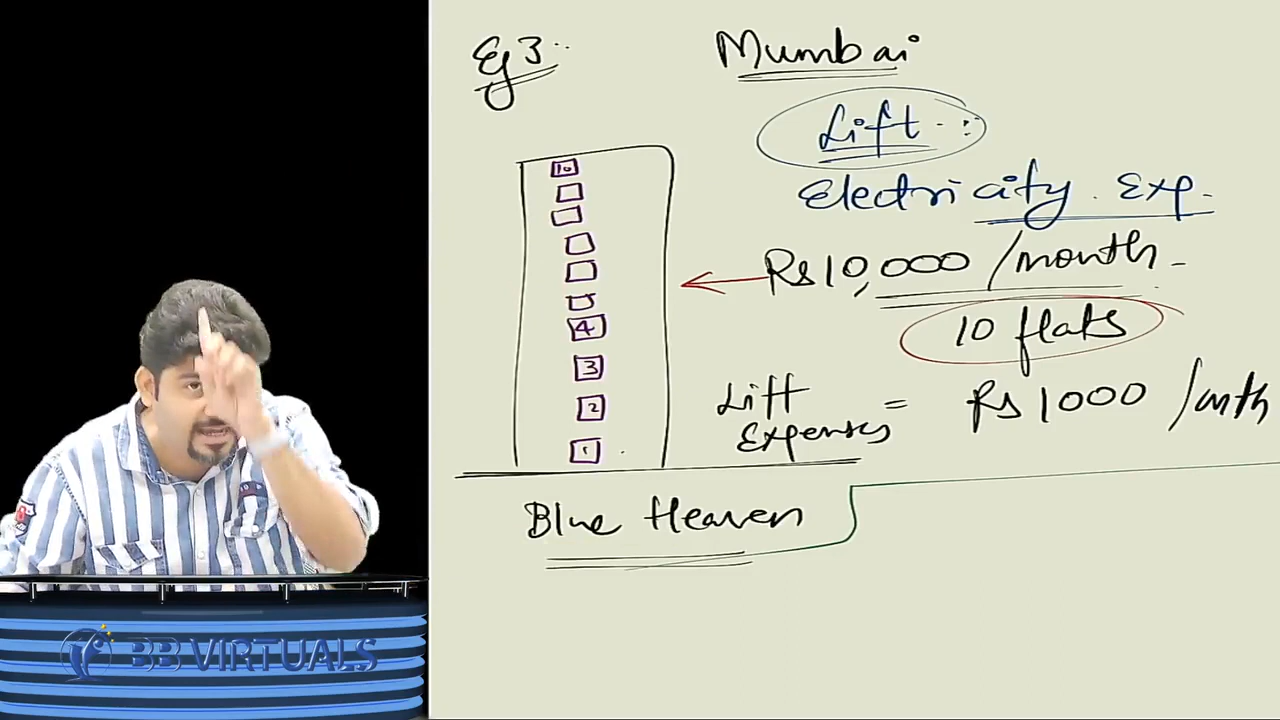 Eg 3..
Mumbai
Lift
Electricity. Exp.
Rs 10,000 /month.
10 flats
Lift Expenses = Rs 1000 /mth
10
4
3
2
1
Blue Heaven
BB VIRTUALS